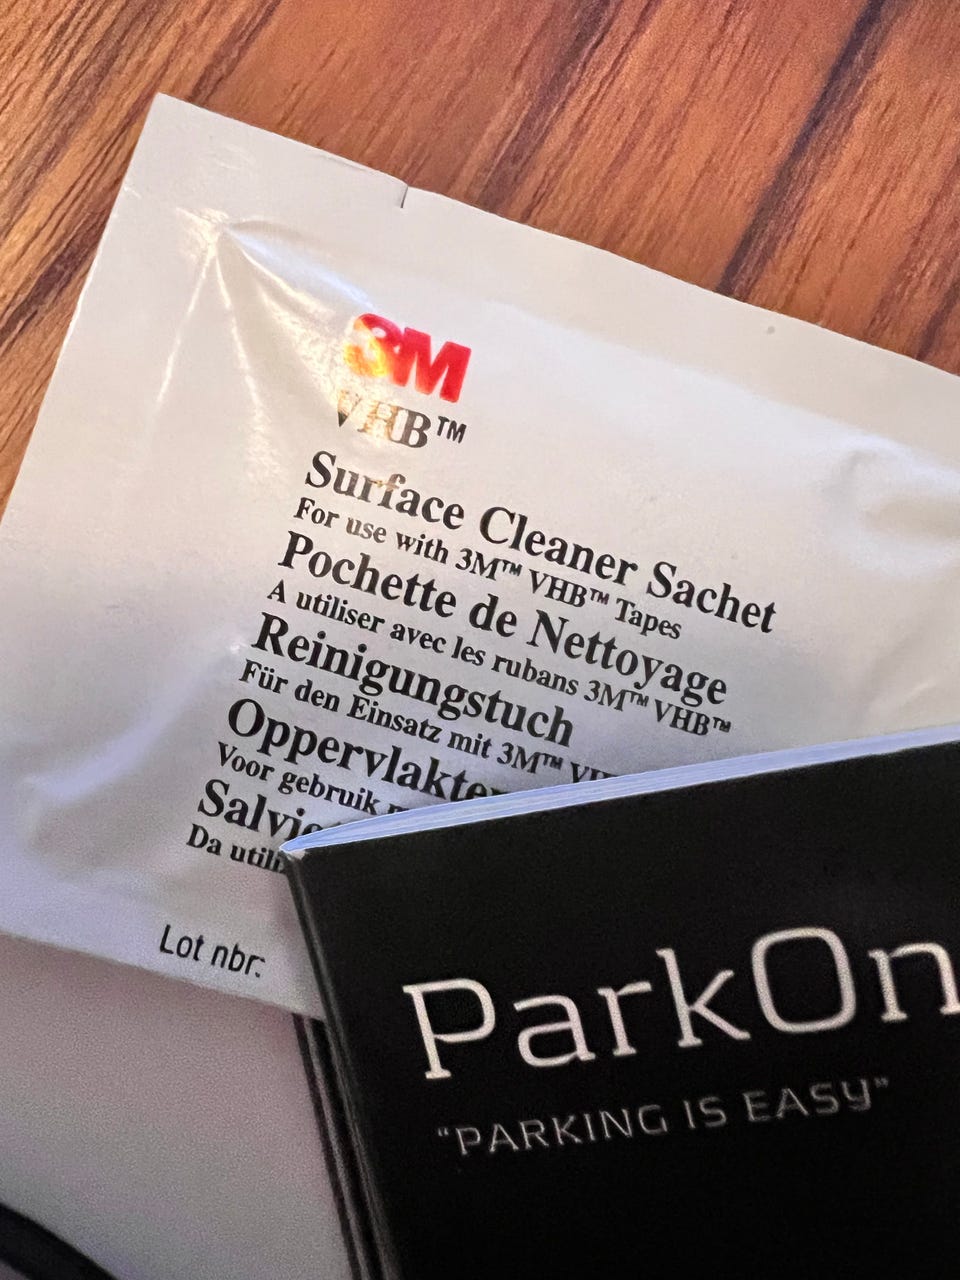 3M
VHB™
Surface Cleaner Sachet
For use with 3M™ VHB™ Tapes
Pochette de Nettoyage
A utiliser avec les rubans 3M™ VHB™
Reinigungstuch
Für den Einsatz mit 3M™
Voor gebruik
Da
Lot nbr:
ParkOn
"PARKING IS EASY"